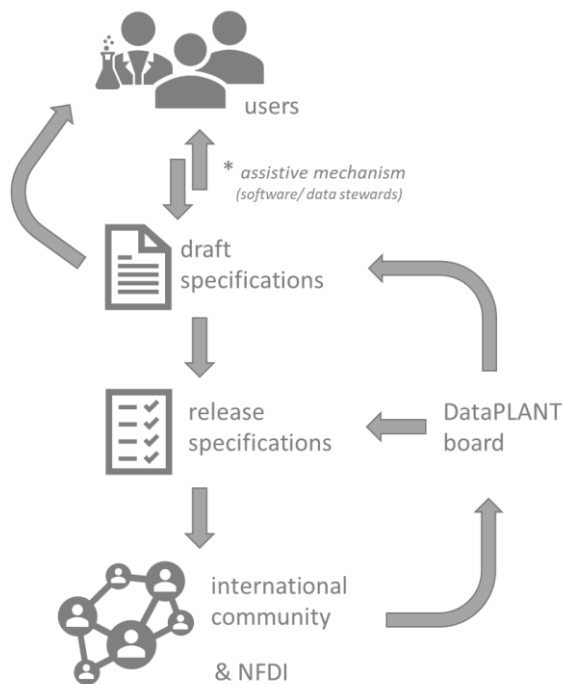 users
* assistive mechanism
(software/ data stewards)
draft
specifications
release
specifications
DataPLANT
board
international
community
& NFDI